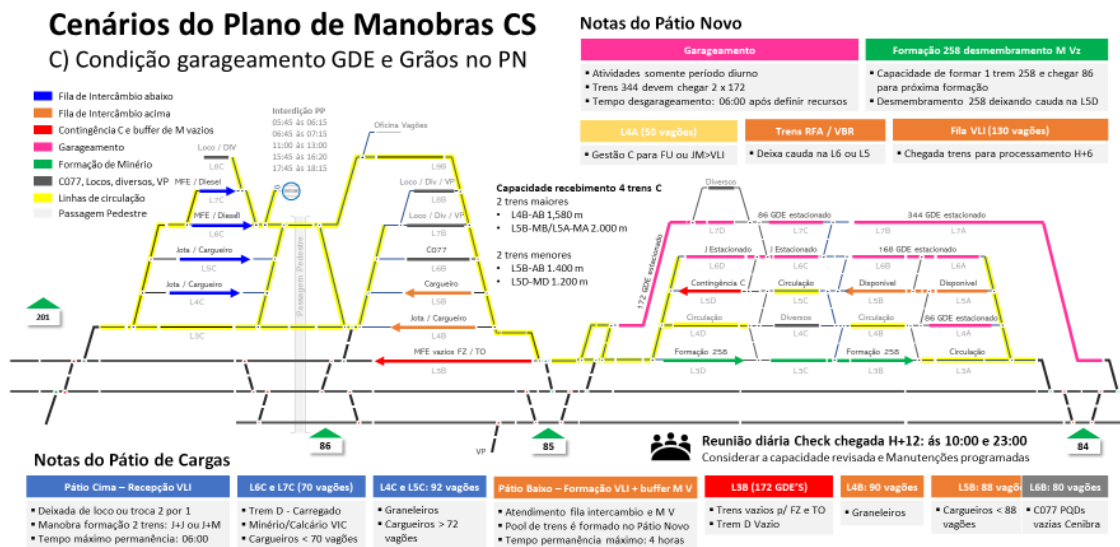 Cenários do Plano de Manobras CS
C) Condição garageamento GDE e Grãos no PN
Notas do Pátio Novo
Garageamento
▪ Atividades somente período diurno
▪ Trens 344 devem chegar 2 x 172
▪ Tempo desgarageamento: 06:00 após definir recursos
Formação 258 desmembramento M Vz
▪ Capacidade de formar 1 trem 258 e chegar 86
para próxima formação
▪ Desmembramento 258 deixando cauda na L5D
L4A (50 vagões)
▪ Gestão C para FU ou JM>VLI
Trens RFA / VBR
▪ Deixa cauda na L6 ou L5
Fila VLI (130 vagões)
▪ Chegada trens para processamento H+6
Fila de Intercâmbio abaixo
Fila de Intercâmbio acima
Contingência C e buffer de M vazios
Garageamento
Formação de Minério
C077, Locos, diversos, VP
Linhas de circulação
Passagem Pedestre
Interdição PP
05:45 às 06:15
06:45 às 07:15
11:00 às 13:00
15:45 às 16:20
17:45 às 18:15
Loco / DIV
L8C
MFE / Diesel
L7C
MFE / Diesel
L6C
Jota / Cargueiro
L5C
Jota / Cargueiro
L4C
L3C
Passagem Pedestre
Oficina Vagões
L9B
Loco / Div / VP
L8B
Loco / Div / VP
L7B
C077
L6B
Cargueiro
L5B
Jota / Cargueiro
L4B
MFE vazios FZ / TO
L3B
Capacidade recebimento 4 trens C
2 trens maiores
• L4B-AB 1,580 m
• L5B-MB/L5A-MA 2.000 m
2 trens menores
• L5B-AB 1.400 m
• L5D-MD 1.200 m
172 GDE estacionado
Diversos
L7D
86 GDE estacionado
L7C
L7B
344 GDE estacionado
L7A
J Estacionado
L6D
J Estacionado
L6C
L6B
168 GDE estacionado
L6A
Contingência C
L5D
Circulação
L5C
Disponível
L5B
Disponível
L5A
Circulação
L4D
Diversos
L4C
Circulação
L4B
86 GDE estacionado
L4A
Formação 258
L3D
L3C
Formação 258
L3B
Circulação
L3A
201
86
85
VP
84
Reunião diária Check chegada H+12: ás 10:00 e 23:00
Considerar a capacidade revisada e Manutenções programadas
Notas do Pátio de Cargas
Pátio Cima – Recepção VLI
▪ Deixada de loco ou troca 2 por 1
▪ Manobra formação 2 trens: J+J ou J+M
▪ Tempo máximo permanência: 06:00
L6C e L7C (70 vagões)
▪ Trem D - Carregado
▪ Minério/Calcário VIC
▪ Cargueiros < 70 vagões
L4C e L5C: 92 vagões
▪ Graneleiros
▪ Cargueiros > 72
vagões
Pátio Baixo – Formação VLI + buffer M V
▪ Atendimento fila intercambio e M V
▪ Pool de trens é formado no Pátio Novo
▪ Tempo permanência máximo: 4 horas
L3B (172 GDE'S)
▪ Trens vazios p/ FZ e TO
▪ Trem D Vazio
L4B: 90 vagões
▪ Graneleiros
L5B: 88 vagõ
▪ Cargueiros < 88
vagões
L6B: 80 vagões
▪ C077 PQDs
vazias Cenibra